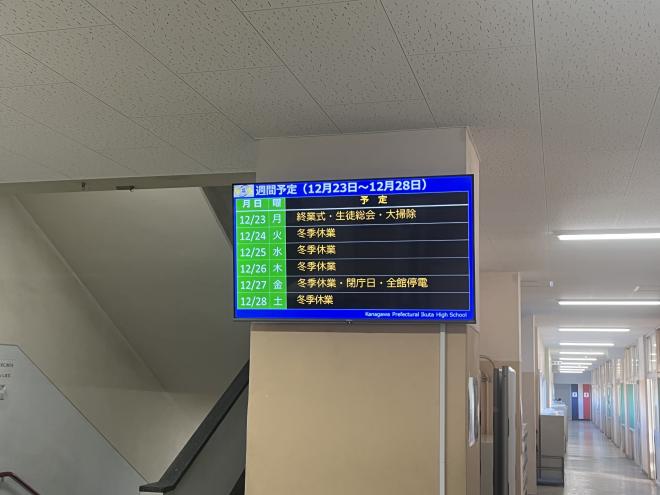 週間予定（12月23日～12月28日）
月日 曜 予 定
12/23 月 終業式・生徒総会・大掃除
12/24 火 冬季休業
12/25 水 冬季休業
12/26 木 冬季休業
12/27 金 冬季休業・閉庁日・全館停電
12/28 土 冬季休業
Kanagawa Prefectural Ikuta High School